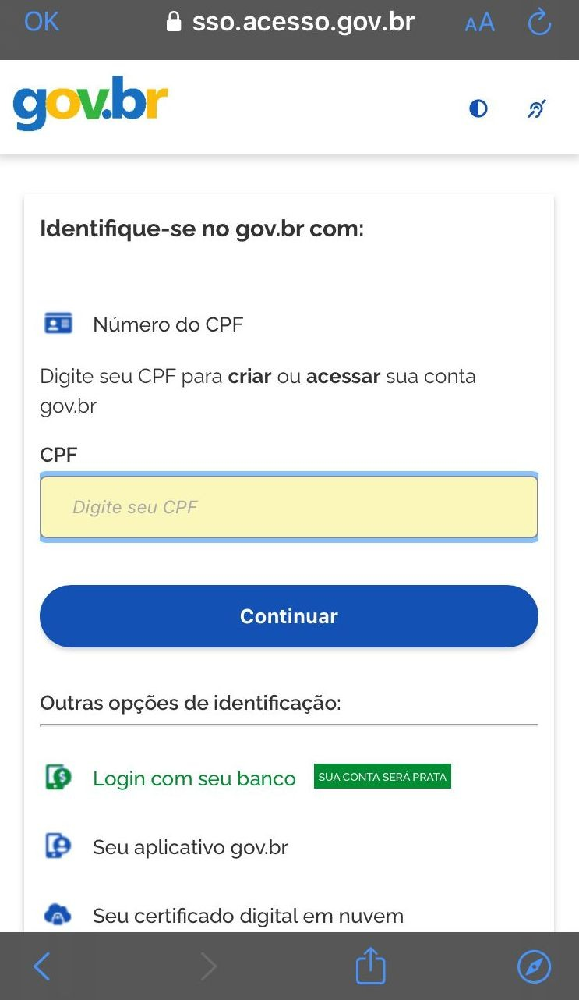 OK
sso.acesso.gov.br
AA
gov.br
Identifique-se no gov.br com:
Número do CPF
Digite seu CPF para criar ou acessar sua conta
gov.br
CPF
Digite seu CPF
Continuar
Outras opções de identificação:
Login com seu banco
SUA CONTA SERÁ PRATA
Seu aplicativo gov.br
Seu certificado digital em nuvem